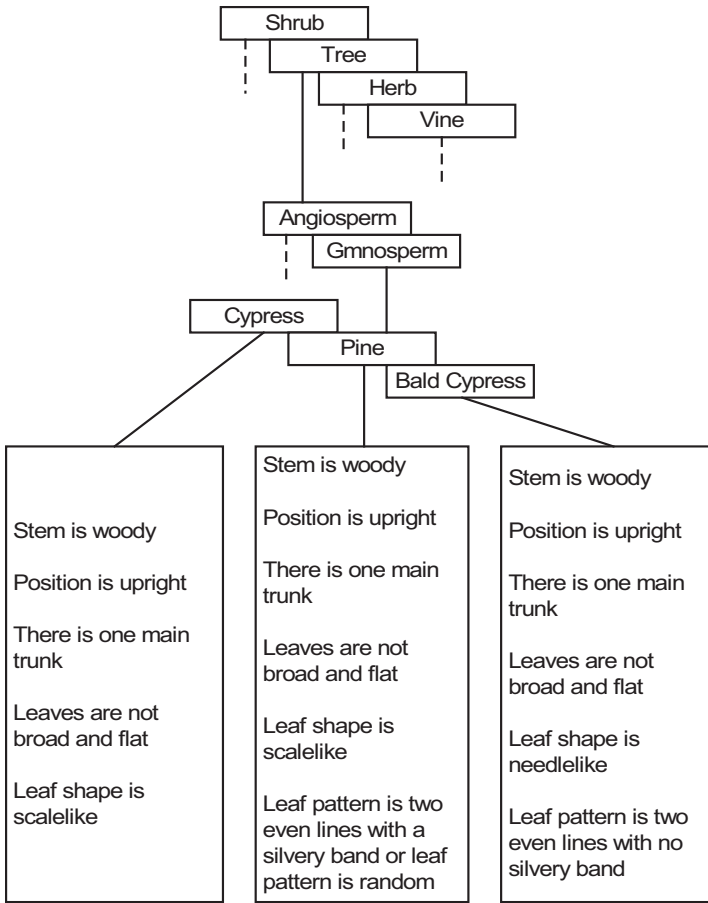 Shrub
Tree
Herb
Vine
Angiosperm
Gmnosperm
Cypress
Pine
Bald Cypress
Stem is woody
Position is upright
There is one main
trunk
Leaves are not
broad and flat
Leaf shape is
scalelike
Stem is woody
Position is upright
There is one main
trunk
Leaves are not
broad and flat
Leaf shape is
scalelike
Leaf pattern is two
even lines with a
silvery band or leaf
pattern is random
Stem is woody
Position is upright
There is one main
trunk
Leaves are not
broad and flat
Leaf shape is
needlelike
Leaf pattern is two
even lines with no
silvery band